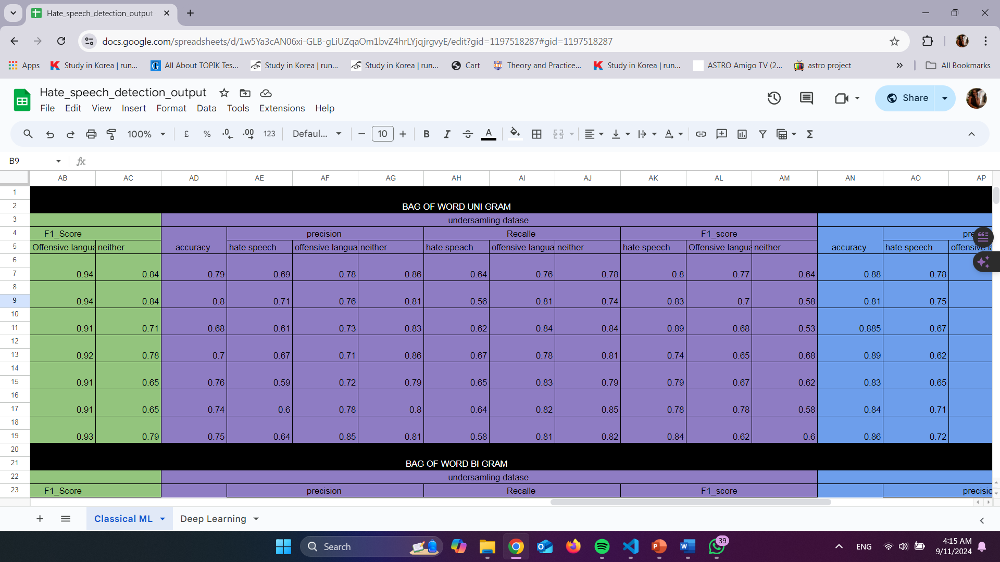 Hate_speech_detection_output
docs.google.com/spreadsheets/d/1w5Ya3cAN06xi-GLB-gLiUZqaOm1bvZ4hrLYjqjrgvyE/edit?gid=1197518287#gid=1197518287
Apps Study in Korea | run... All About TOPIK Tes... Study in Korea | run... Study in Korea | run... Cart Theory and Practice... Study in Korea | run... ASTRO Amigo TV (2... astro project All Bookmarks
Hate_speech_detection_output
Share
File Edit View Insert Format Data Tools Extensions Help
100% £ % .0 .00 123 Defaul... 10 B I A
B9 fx
AB AC AD AE AF AG AH AI AJ AK AL AM AN AO AP
1
2 BAG OF WORD UNI GRAM
3 undersamling datase
4 F1_Score precision Recalle F1_score pre
5 Offensive langua neither accuracy hate speech offensive langua neither hate speach offensive langua neither hate speech Offensive langua neither accuracy hate speech offensive la
6
7 0.94 0.84 0.79 0.69 0.78 0.86 0.64 0.76 0.78 0.8 0.77 0.64 0.88 0.78
8
9 0.94 0.84 0.8 0.71 0.76 0.81 0.56 0.81 0.74 0.83 0.7 0.58 0.81 0.75
10
11 0.91 0.71 0.68 0.61 0.73 0.83 0.62 0.84 0.84 0.89 0.68 0.53 0.885 0.67
12
13 0.92 0.78 0.7 0.67 0.71 0.86 0.67 0.78 0.81 0.74 0.65 0.68 0.89 0.62
14
15 0.91 0.65 0.76 0.59 0.72 0.79 0.65 0.83 0.79 0.79 0.67 0.62 0.83 0.65
16
17 0.91 0.65 0.74 0.6 0.78 0.8 0.64 0.82 0.85 0.78 0.78 0.58 0.84 0.71
18
19 0.93 0.79 0.75 0.64 0.85 0.81 0.58 0.81 0.82 0.84 0.62 0.6 0.86 0.72
20
21 BAG OF WORD BI GRAM
22 undersamling datase
23 F1_Score precision Recalle F1_score precisio
Classical ML Deep Learning
Search 39 ENG 4:15 AM
9/11/2024